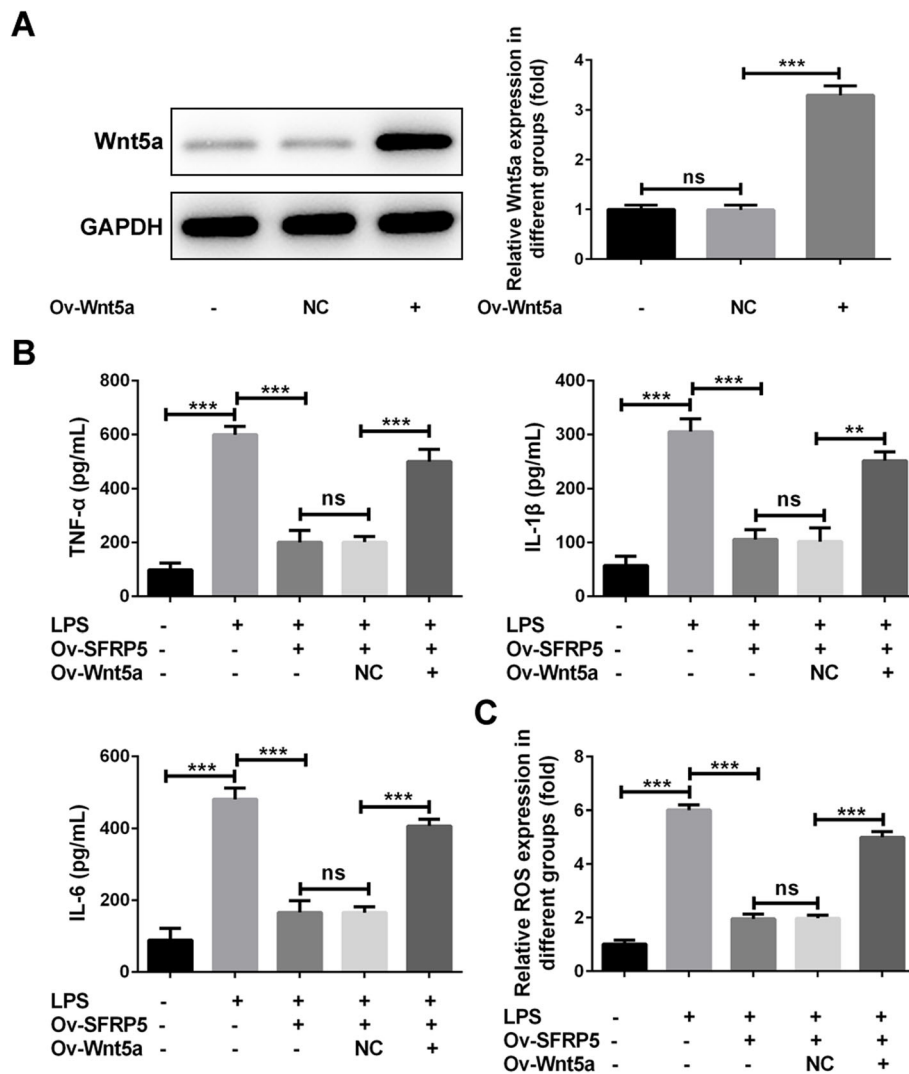 A
Wnt5a
GAPDH
Ov-Wnt5a - NC +
Relative Wnt5a expression in
different groups (fold)
4
3
2
1
0
ns
***
Ov-Wnt5a - NC +
B
TNF-α (pg/mL)
800
600
400
200
0
***
***
ns
***
LPS - + + + +
Ov-SFRP5 - - + + +
Ov-Wnt5a - - - NC +
IL-1β (pg/mL)
400
300
200
100
0
***
***
ns
**
LPS - + + + +
Ov-SFRP5 - - + + +
Ov-Wnt5a - - - NC +
IL-6 (pg/mL)
600
400
200
0
***
***
ns
***
LPS - + + + +
Ov-SFRP5 - - + + +
Ov-Wnt5a - - - NC +
C
Relative ROS expression in
different groups (fold)
8
6
4
2
0
***
***
ns
***
LPS - + + + +
Ov-SFRP5 - - + + +
Ov-Wnt5a - - - NC +